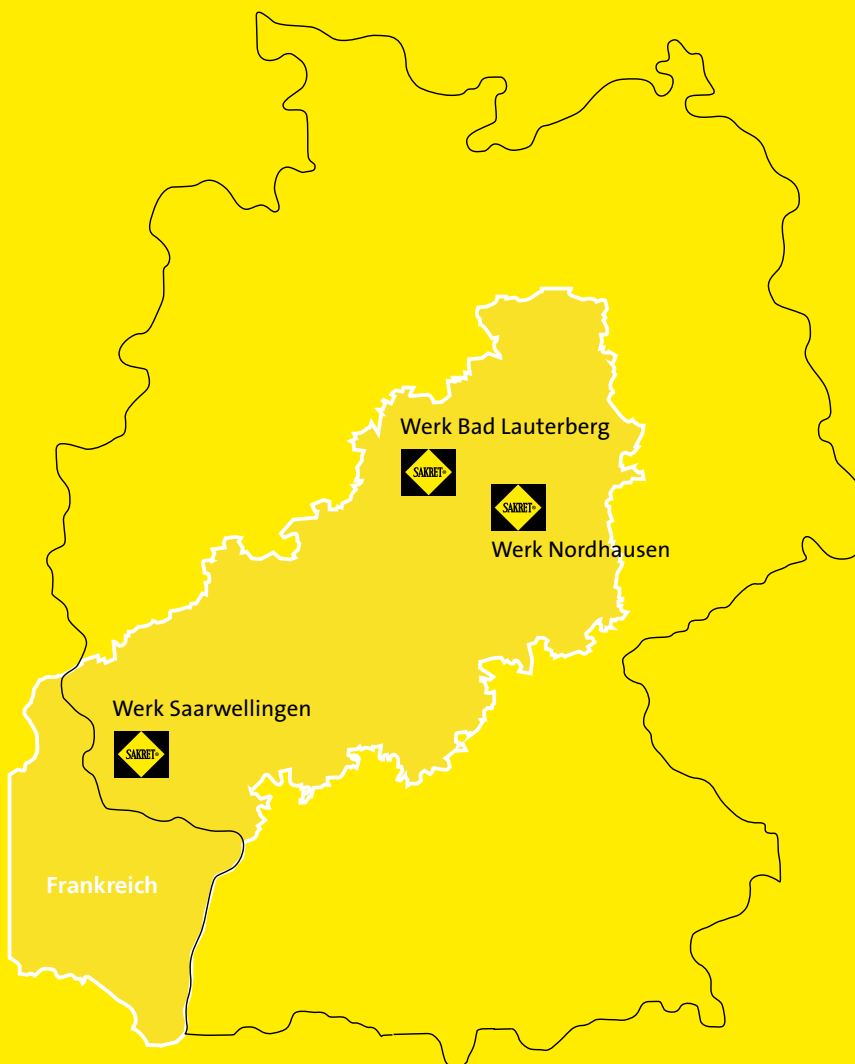 Werk Bad Lauterberg
SAKRET®
SAKRET®
Werk Nordhausen
Werk Saarwellingen
SAKRET®
Frankreich